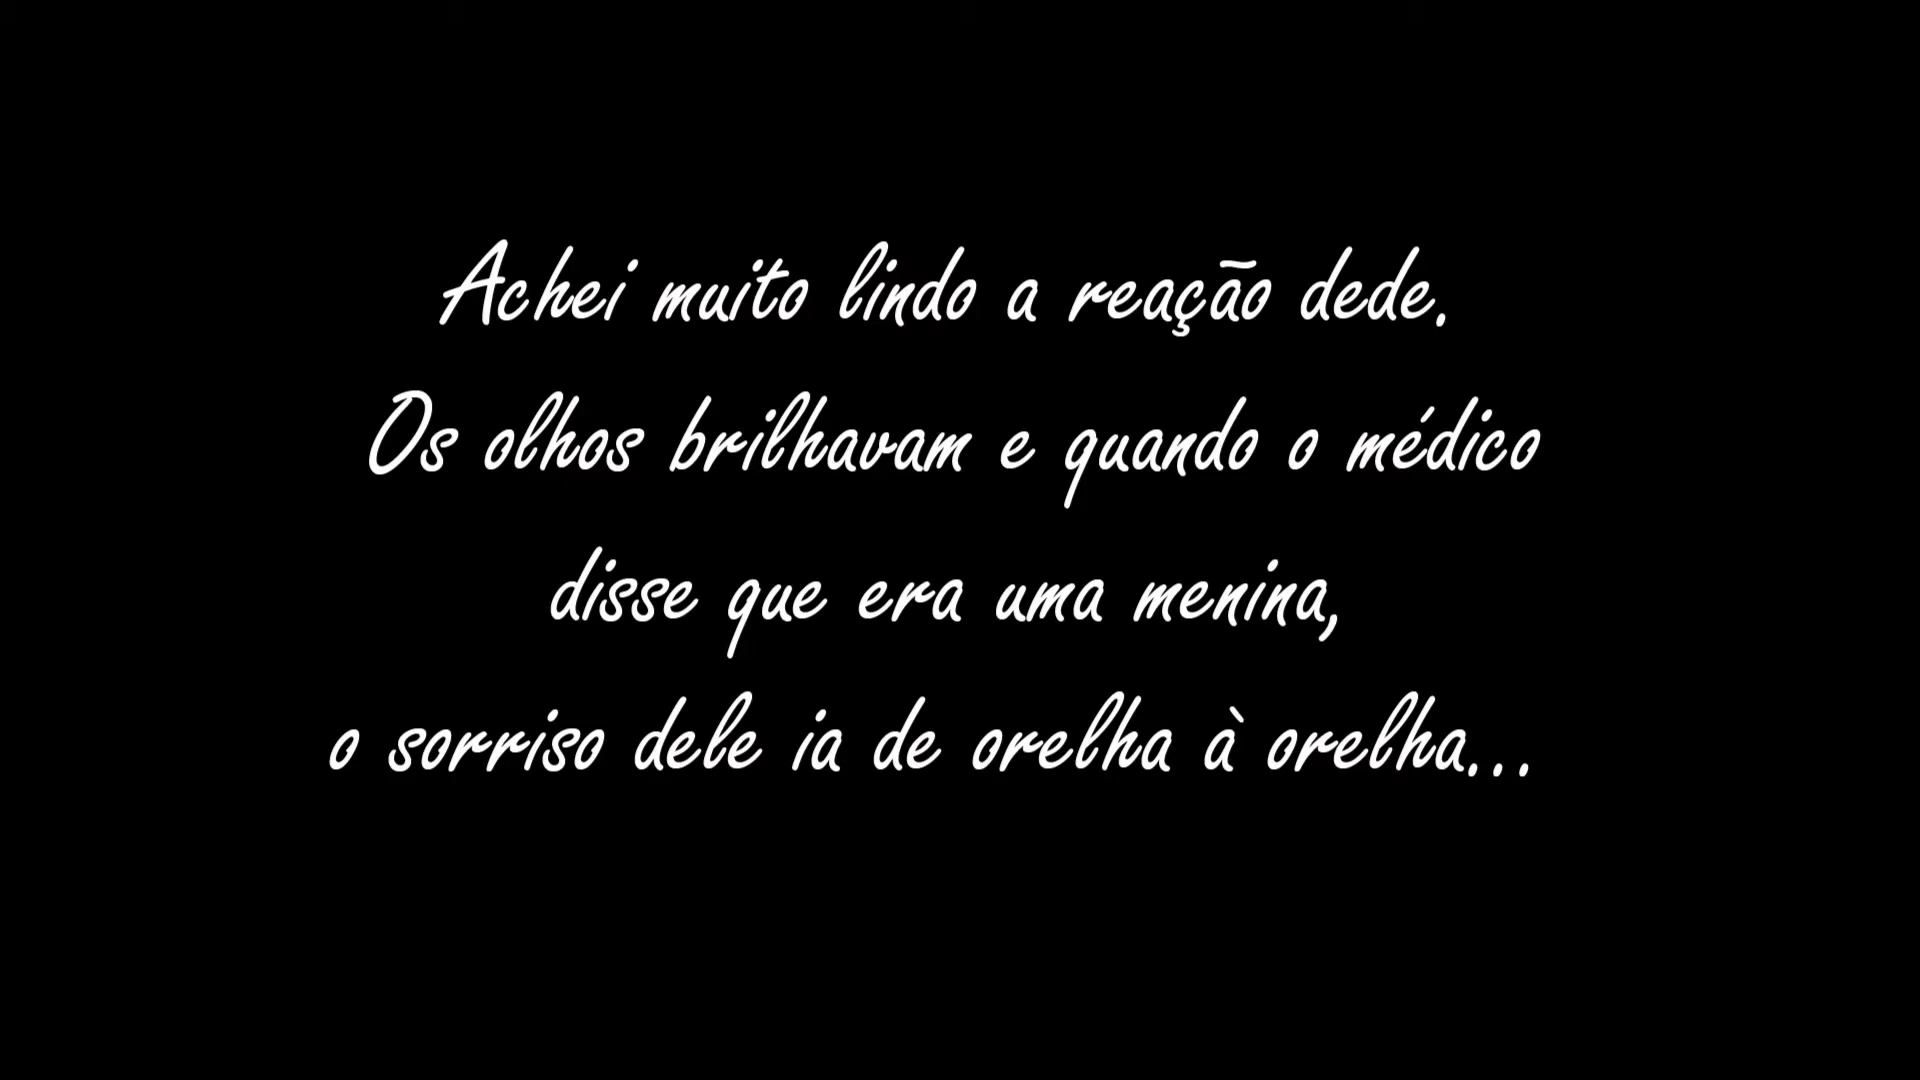 Achei muito lindo a reação dede.
Os olhos brilhavam e quando o médico
disse que era uma menina,
o sorriso dele ia de orelha à orelha...